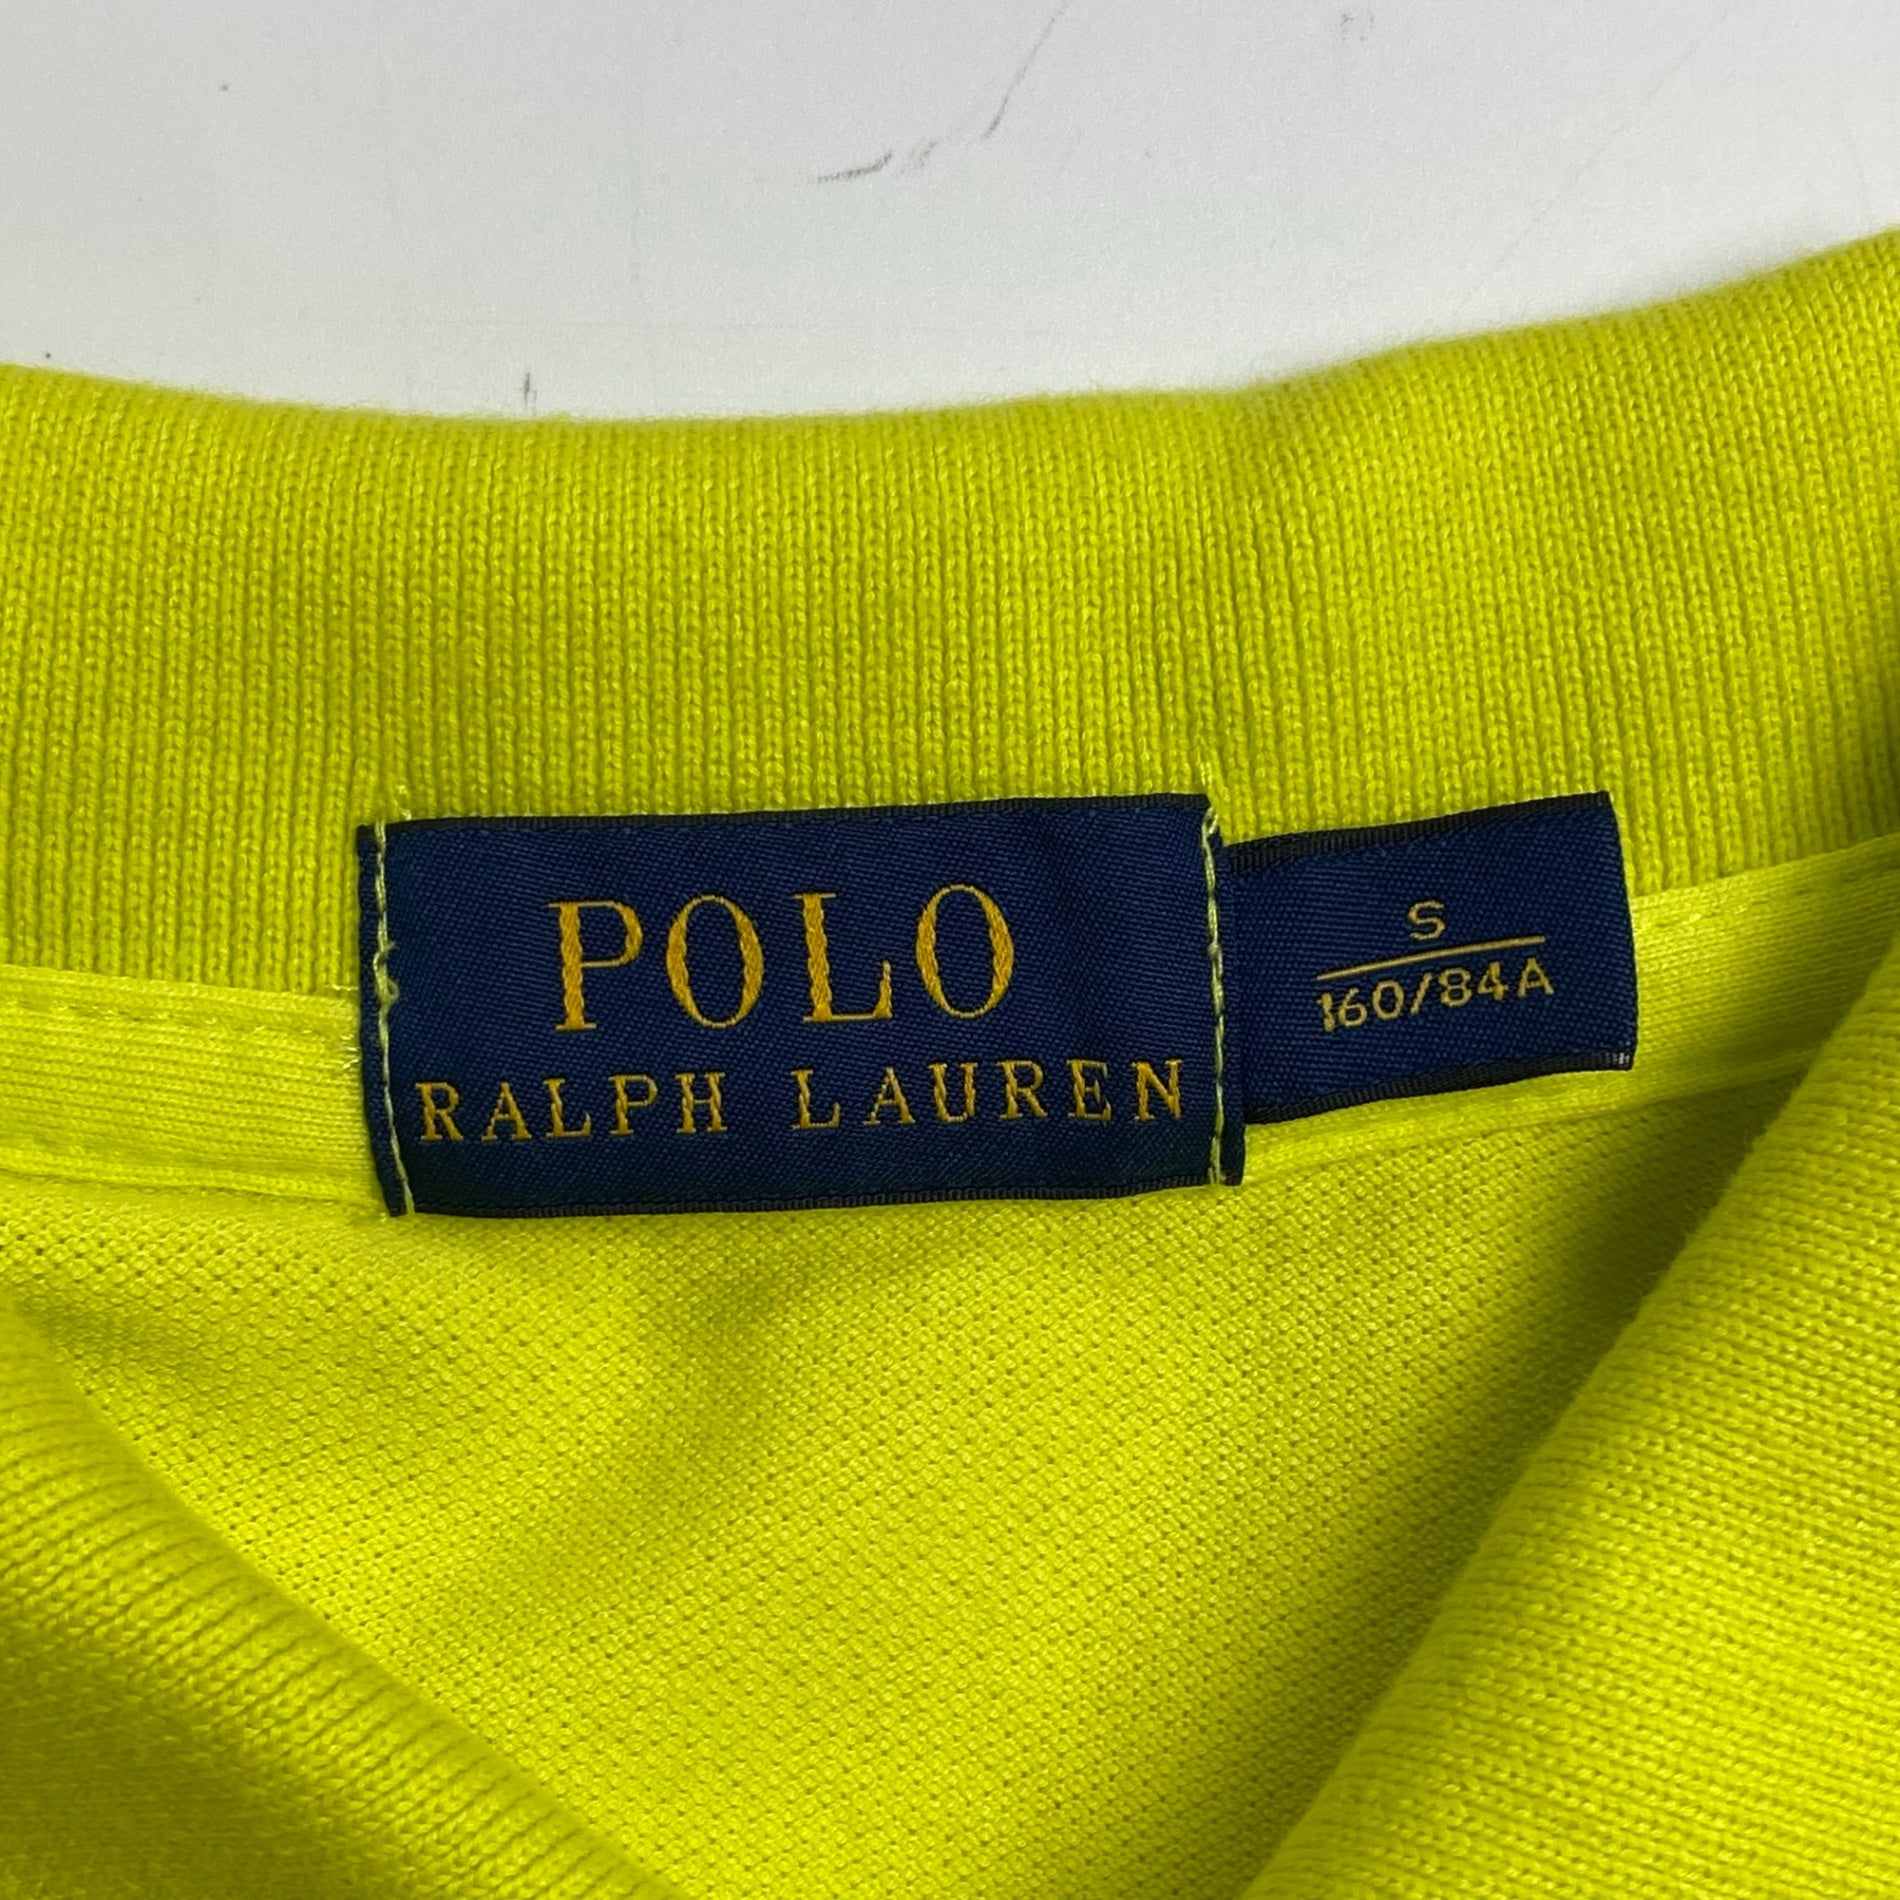 POLO
RALPH LAUREN
S
160/84A